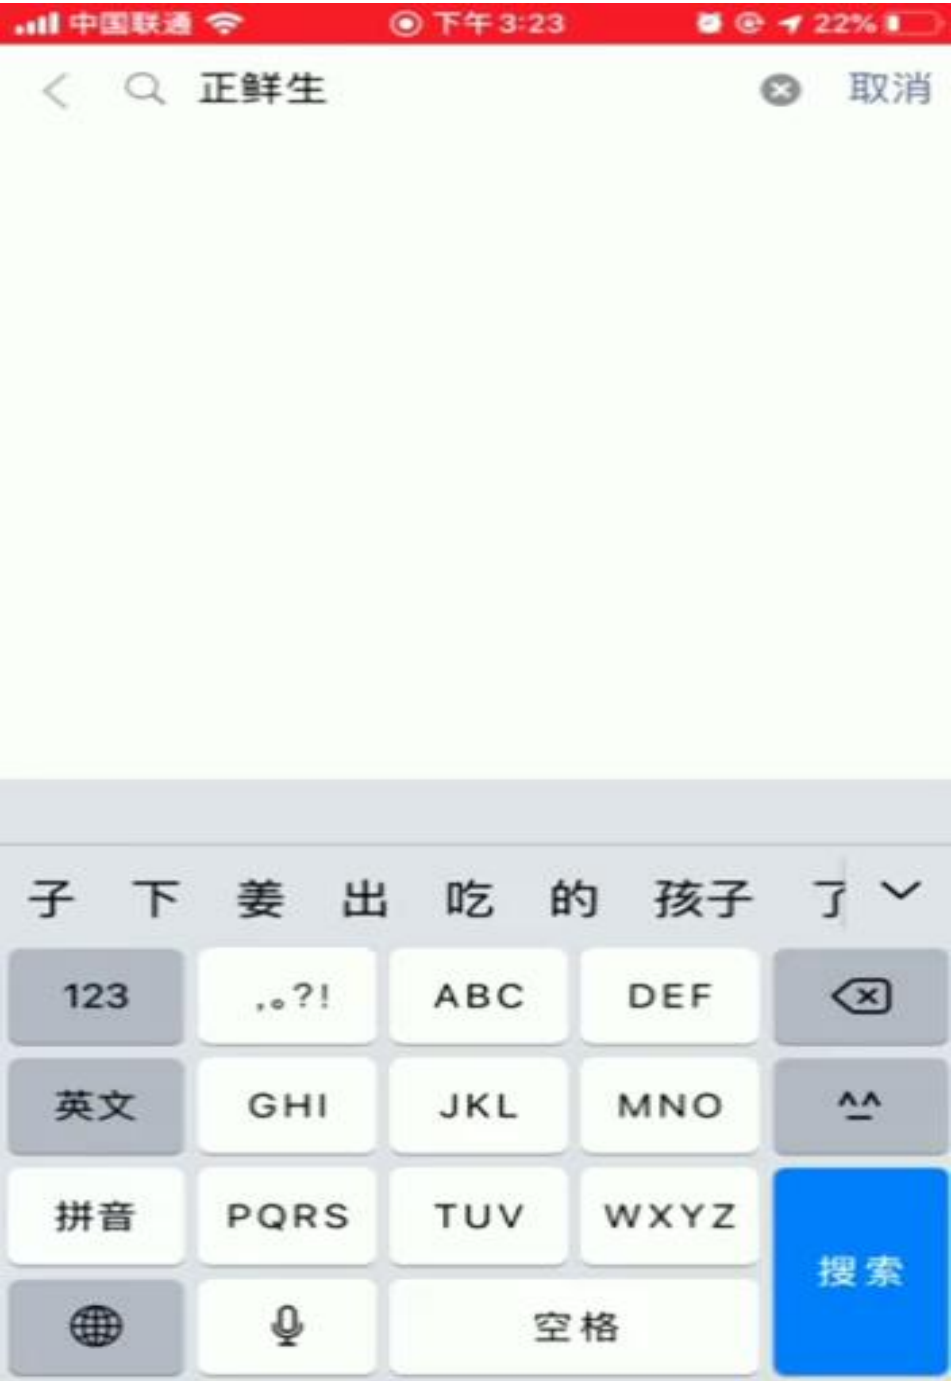 中国联通 下午3:23 22%
正鲜生 取消
子 下 姜 出 吃 的 孩子 了
123 ,。?! ABC DEF
英文 GHI JKL MNO ^^
拼音 PQRS TUV WXYZ
搜索
空格